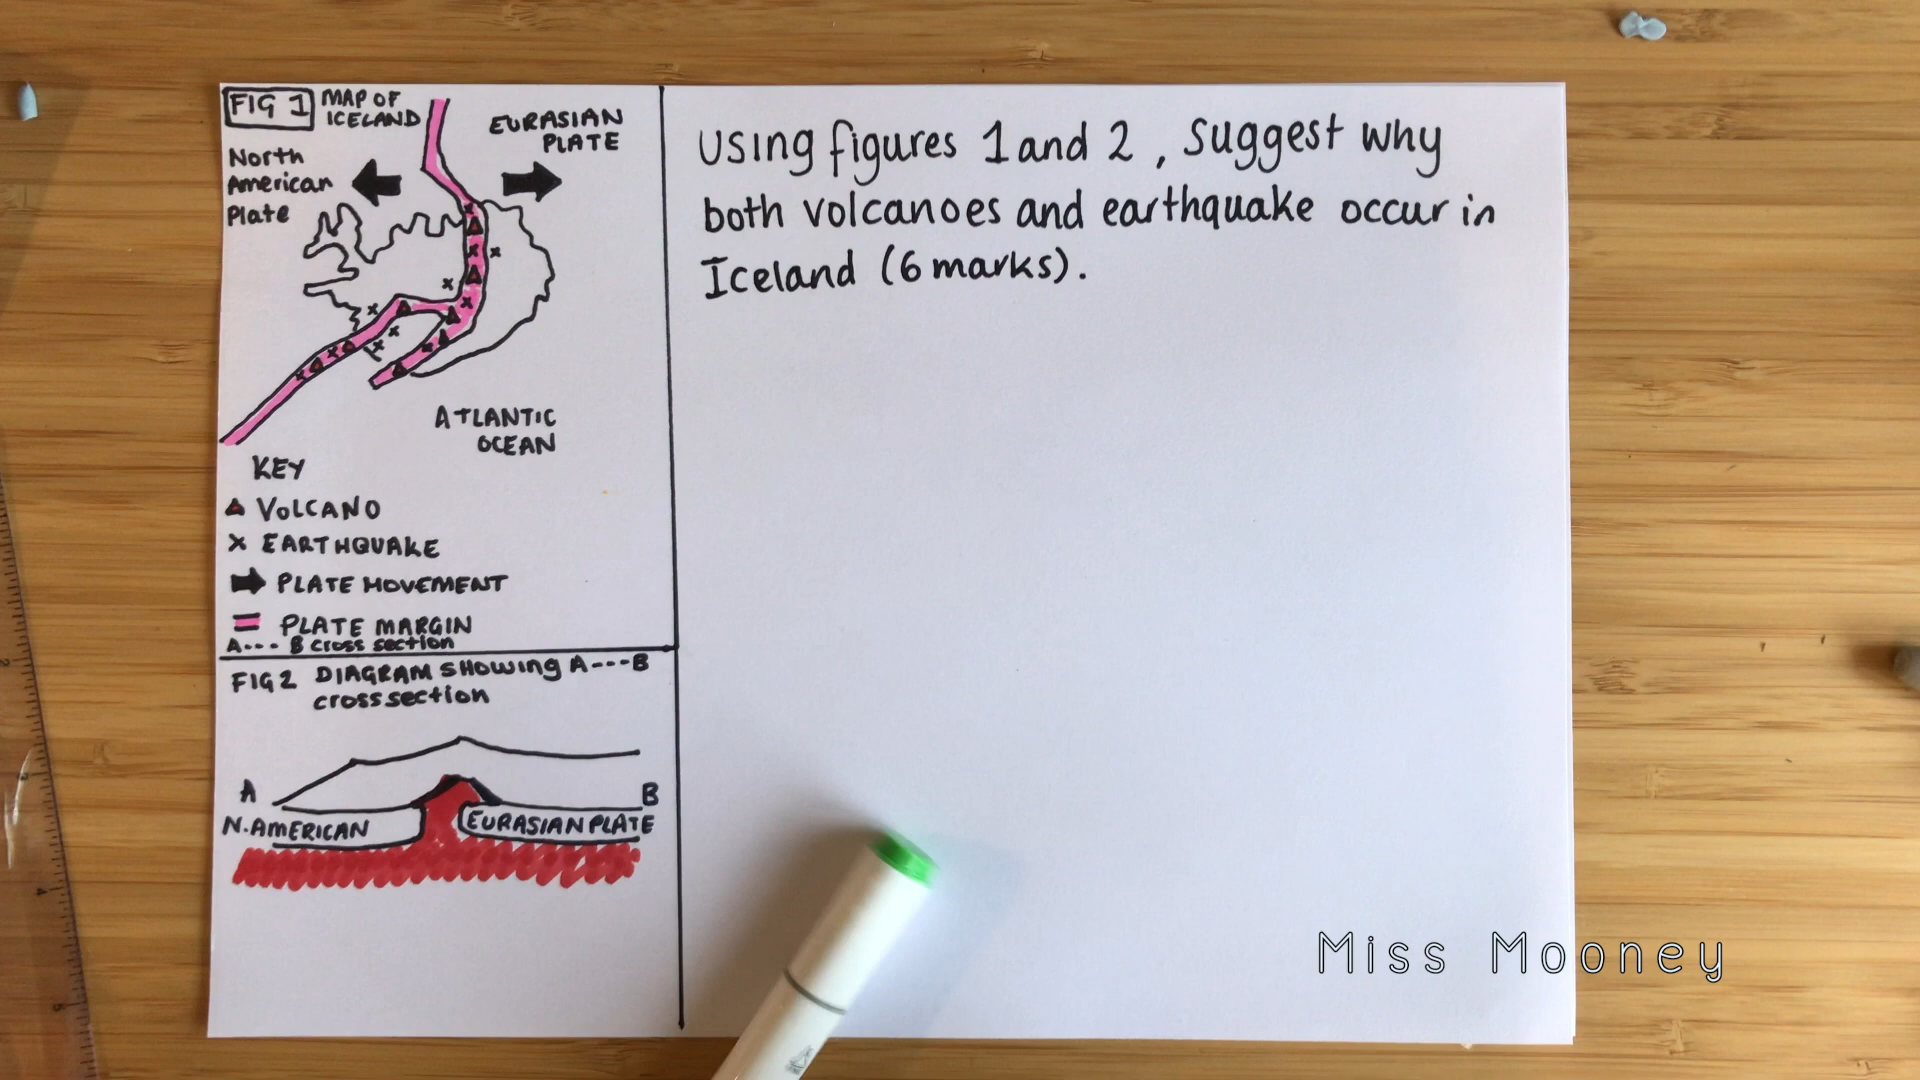 FIG 1 MAP OF
ICELAND
North
American
Plate
EURASIAN
PLATE
ATLANTIC
OCEAN
KEY
VOLCANO
X EARTHQUAKE
PLATE MOVEMENT
PLATE MARGIN
A--- B cross section
FIG 2 DIAGRAM SHOWING A---B
cross section
A
B
N. AMERICAN
EURASIAN PLATE
Using figures 1 and 2, suggest why
both volcanoes and earthquake occur in
Iceland (6 marks).
Miss Mooney